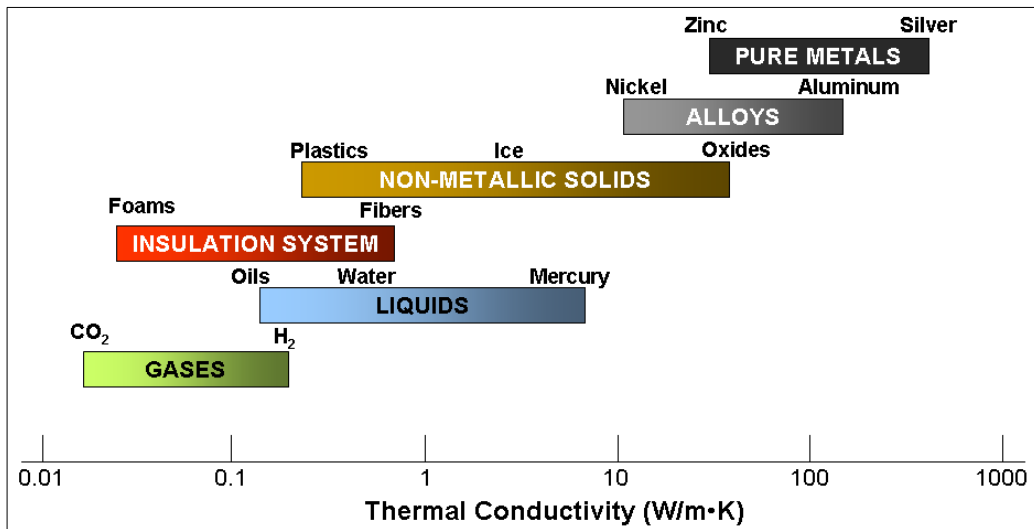 Zinc Silver
PURE METALS
Nickel Aluminum
ALLOYS
Plastics Ice Oxides
NON-METALLIC SOLIDS
Foams Fibers
INSULATION SYSTEM
Oils Water Mercury
LIQUIDS
CO₂ H₂
GASES
0.01 0.1 1 10 100 1000
Thermal Conductivity (W/m•K)